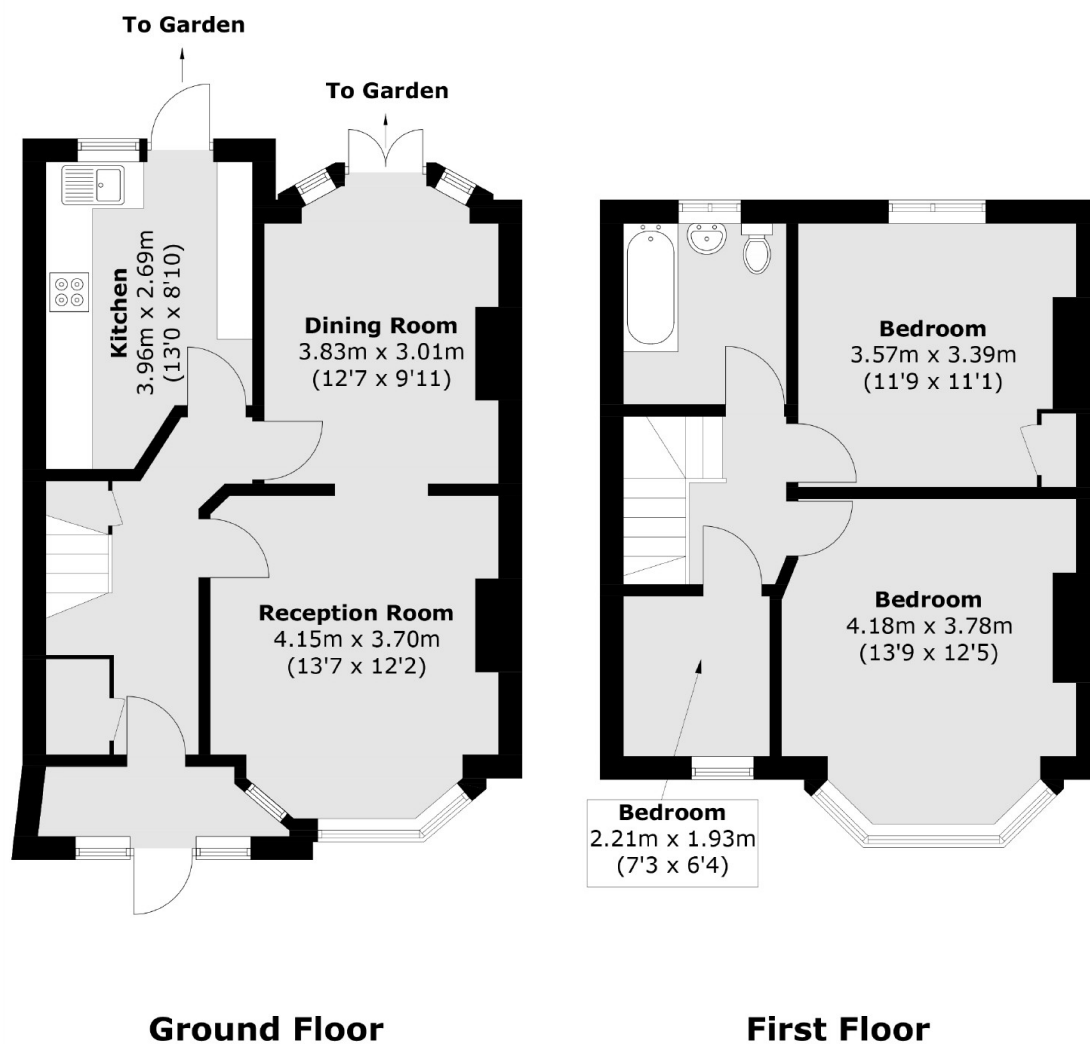 To Garden
To Garden
Kitchen
3.96m x 2.69m
(13'0 x 8'10)
Dining Room
3.83m x 3.01m
(12'7 x 9'11)
Reception Room
4.15m x 3.70m
(13'7 x 12'2)
Ground Floor
Bedroom
3.57m x 3.39m
(11'9 x 11'1)
Bedroom
4.18m x 3.78m
(13'9 x 12'5)
Bedroom
2.21m x 1.93m
(7'3 x 6'4)
First Floor